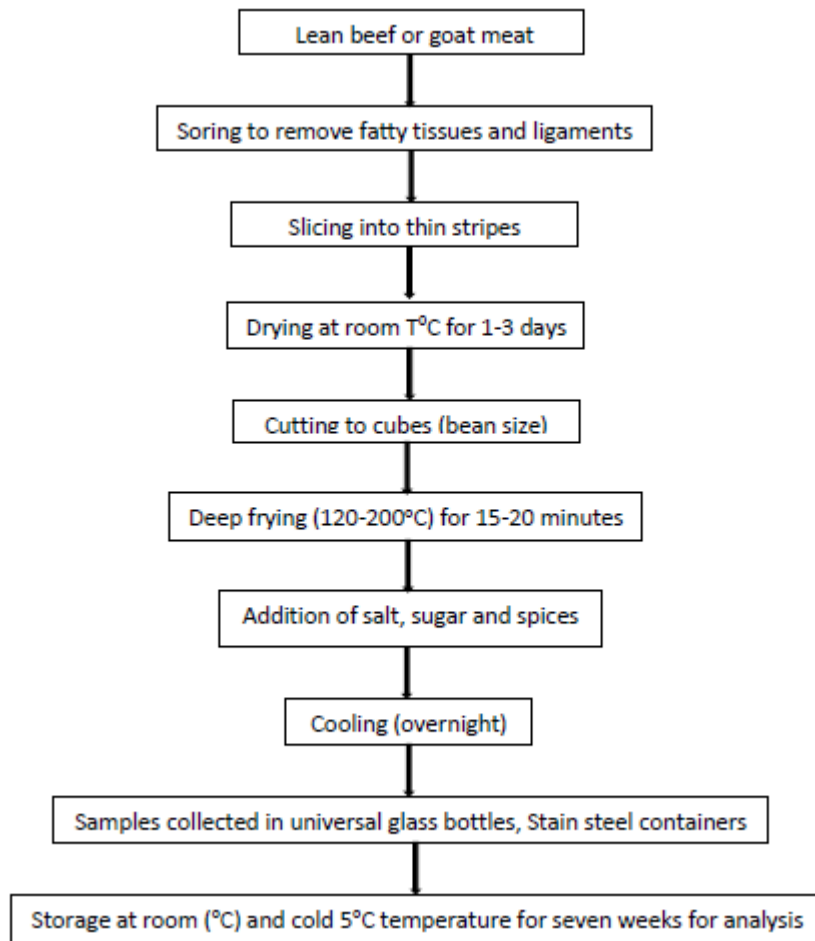 Lean beef or goat meat
Soring to remove fatty tissues and ligaments
Slicing into thin stripes
Drying at room T⁰C for 1-3 days
Cutting to cubes (bean size)
Deep frying (120-200°C) for 15-20 minutes
Addition of salt, sugar and spices
Cooling (overnight)
Samples collected in universal glass bottles, Stain steel containers
Storage at room (°C) and cold 5°C temperature for seven weeks for analysis